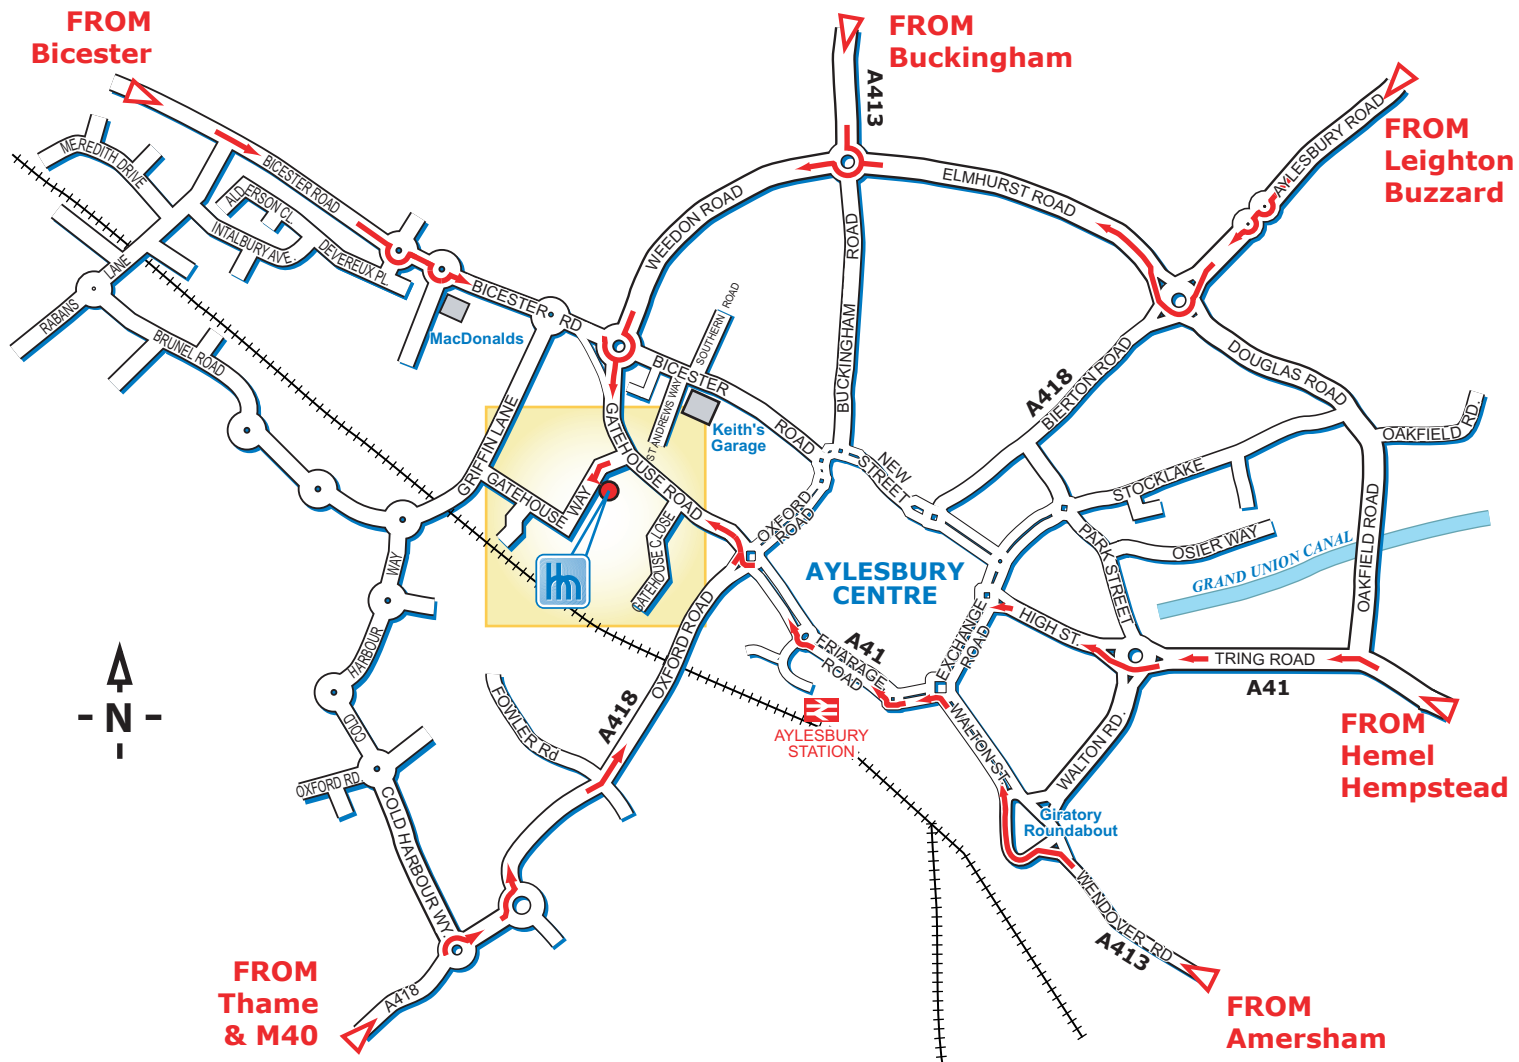 FROM
Bicester
FROM
Buckingham
A413
FROM
Leighton
Buzzard
AYLESBURY ROAD
MEREDITH DRIVE
BICESTER ROAD
ALDERSON CL.
INTALBURY AVE.
DEVEREUX PL.
RABANS
LANE
BRUNEL ROAD
MacDonalds
BICESTER RD
WEEDON ROAD
ELMHURST ROAD
BUCKINGHAM
ROAD
SOUTHERN ROAD
ST ANDREWS WAY
BICESTER
ROAD
Keith's
Garage
GRIFFIN LANE
GATEHOUSE ROAD
GATEHOUSE WAY
GATEHOUSE CLOSE
hn
OXFORD
ROAD
NEW
STREET
A418
BIERTON ROAD
DOUGLAS ROAD
OAKFIELD RD.
STOCKLAKE
OSIER WAY
PARK STREET
GRAND UNION CANAL
OAKFIELD ROAD
AYLESBURY
CENTRE
EXCHANGE
ROAD
HIGH ST.
TRING ROAD
A41
FROM
Hemel
Hempstead
A41
FRIARAGE
ROAD
AYLESBURY
STATION
WALTON ST.
WALTON RD.
Giratory
Roundabout
WENDOVER RD
A413
FROM
Amersham
OXFORD ROAD
A418
FOWLER Rd
COLD
HARBOUR
WAY
OXFORD RD.
COLD HARBOUR WY.
- N -
A418
FROM
Thame
& M40